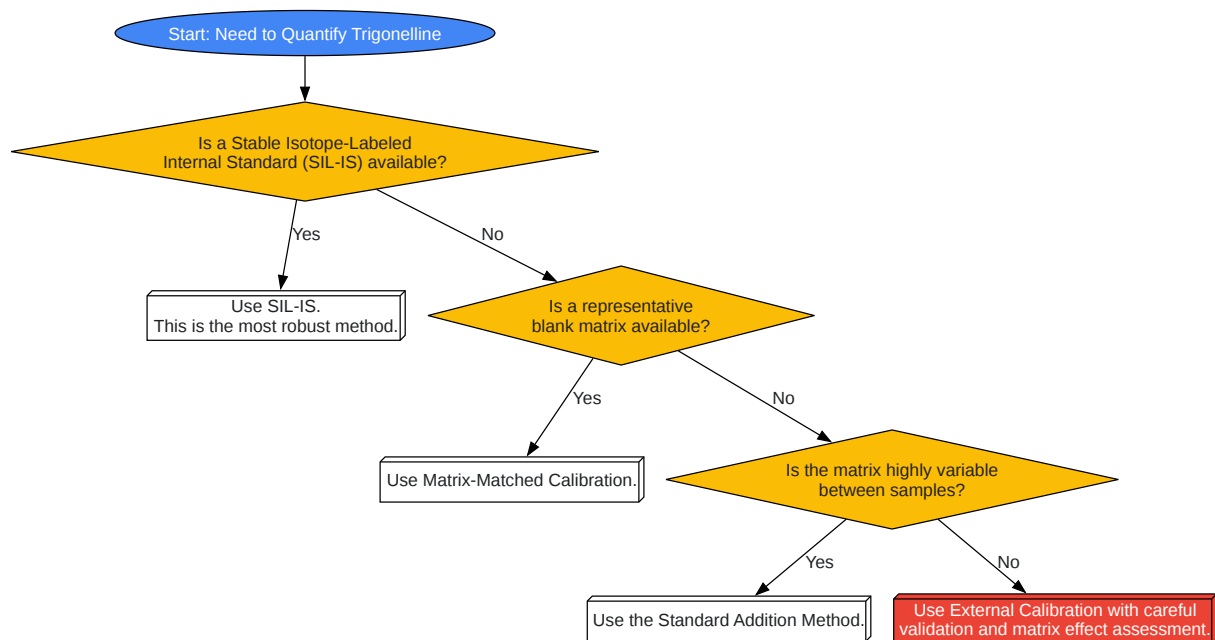 Start: Need to Quantify Trigonelline
Is a Stable Isotope-Labeled
Internal Standard (SIL-IS) available?
Yes
No
Use SIL-IS.
This is the most robust method.
Is a representative
blank matrix available?
Yes
No
Use Matrix-Matched Calibration.
Is the matrix highly variable
between samples?
Yes
No
Use the Standard Addition Method.
Use External Calibration with careful
validation and matrix effect assessment.